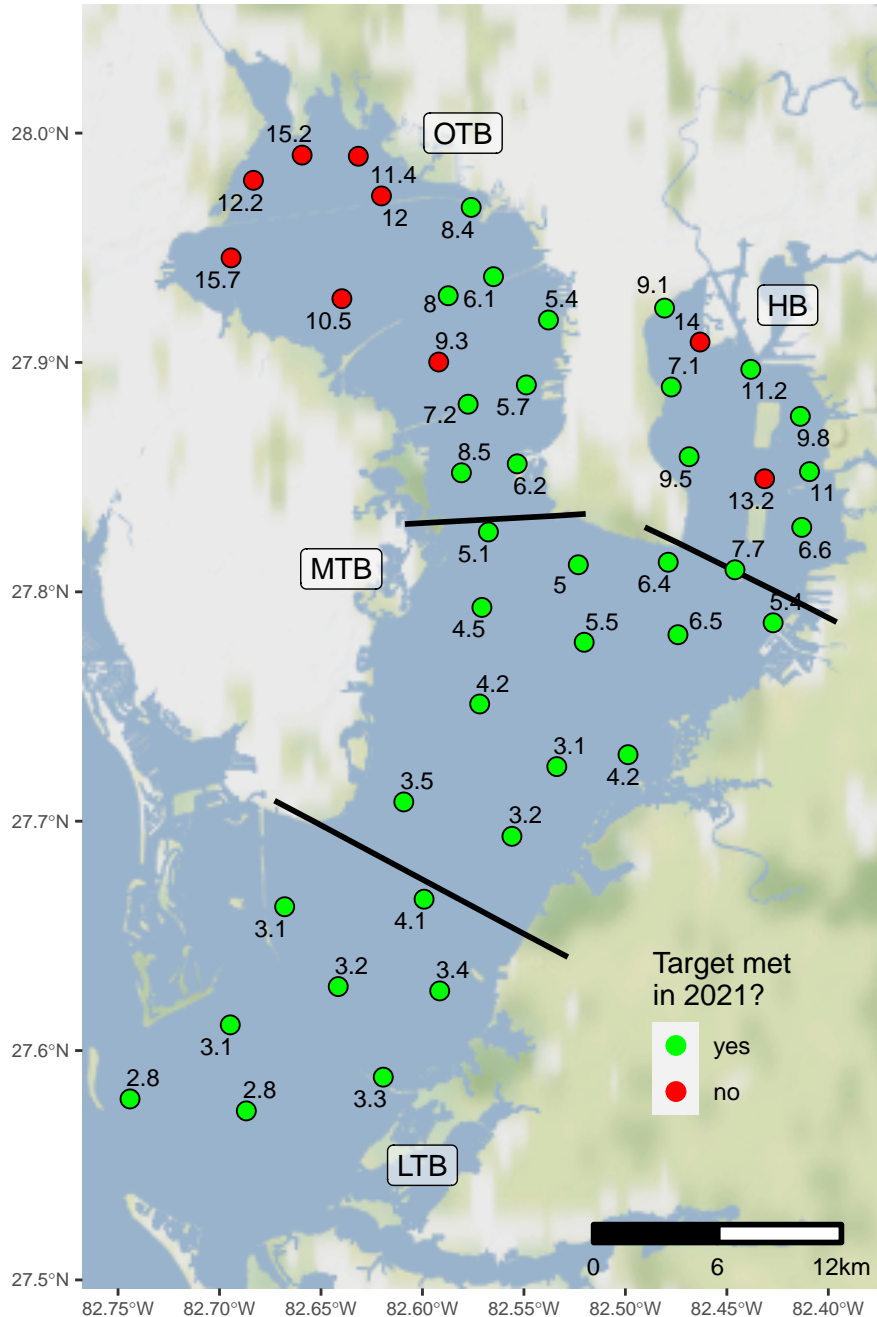 28.0°N
27.9°N
27.8°N
27.7°N
27.6°N
27.5°N
82.75°W
82.70°W
82.65°W
82.60°W
82.55°W
82.50°W
82.45°W
82.40°W
OTB
HB
MTB
LTB
15.2
11.4
12.2
12
8.4
15.7
10.5
8
6.1
5.4
9.3
7.2
5.7
8.5
6.2
9.1
14
7.1
11.2
9.8
9.5
13.2
11
6.6
7.7
5.1
5
6.4
5.4
4.5
5.5
6.5
4.2
3.1
4.2
3.5
3.2
4.1
3.1
3.2
3.4
3.1
2.8
2.8
3.3
Target met
in 2021?
yes
no
0
6
12km